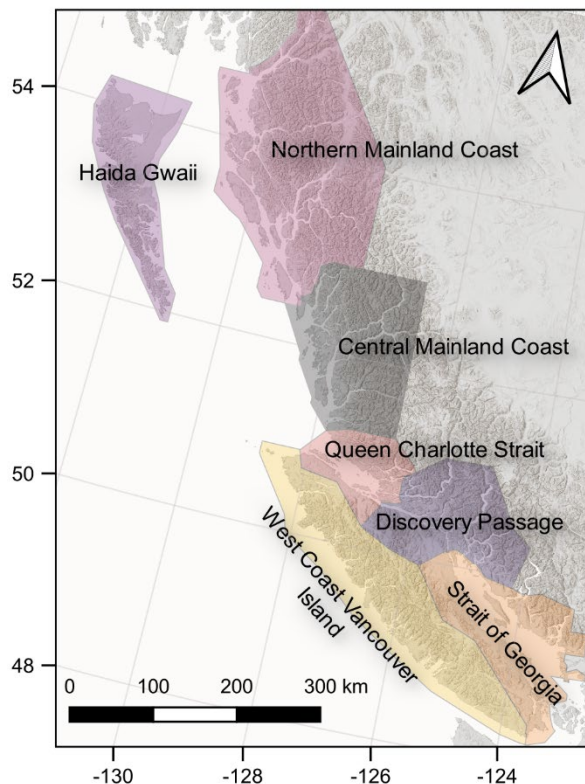 54
52
50
48
Haida Gwaii
Northern Mainland Coast
Central Mainland Coast
Queen Charlotte Strait
Discovery Passage
West Coast Vancouver
Island
Strait of Georgia
0 100 200 300 km
-130 -128 -126 -124